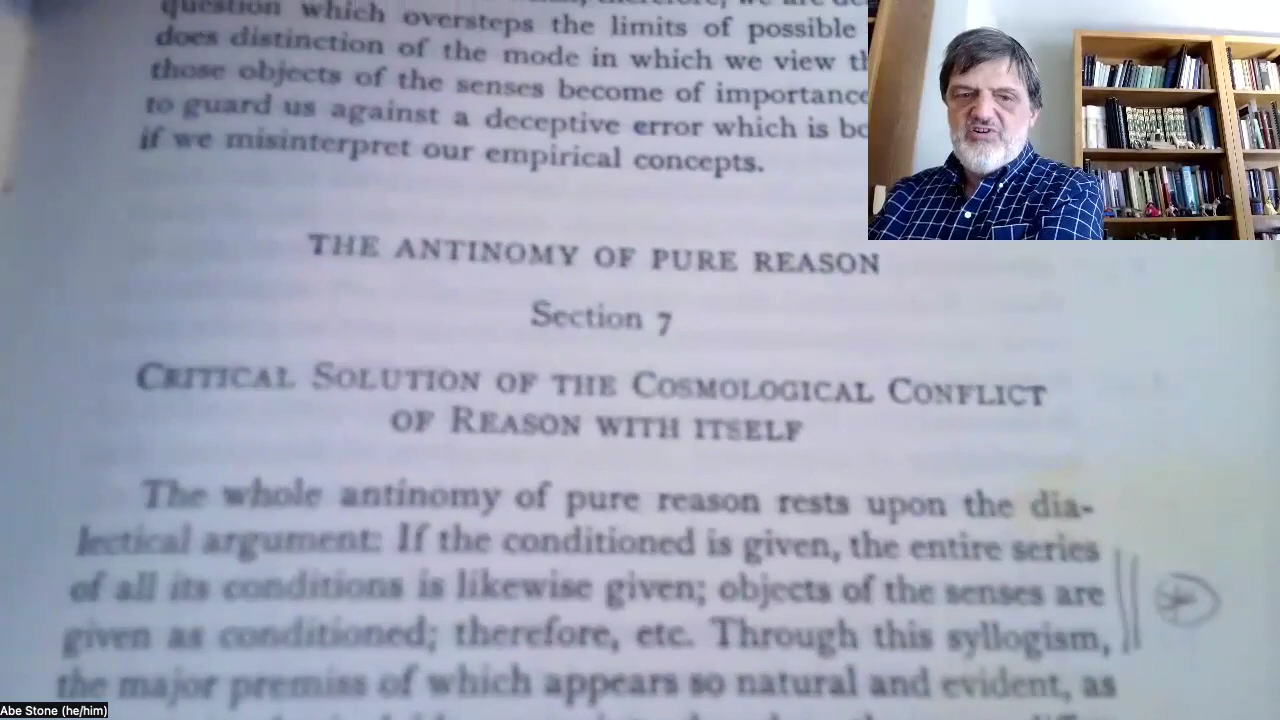 question which oversteps the limits of possible
does distinction of the mode in which we view th
those objects of the senses become of importance
to guard us against a deceptive error which is bo
if we misinterpret our empirical concepts.
THE ANTINOMY OF PURE REASON
Section 7
CRITICAL SOLUTION OF THE COSMOLOGICAL CONFLICT
OF REASON WITH ITSELF
The whole antinomy of pure reason rests upon the dia-
lectical argument: If the conditioned is given, the entire series
of all its conditions is likewise given; objects of the senses are
given as conditioned; therefore, etc. Through this syllogism,
the major premiss of which appears so natural and evident, as
Abe Stone (he/him)